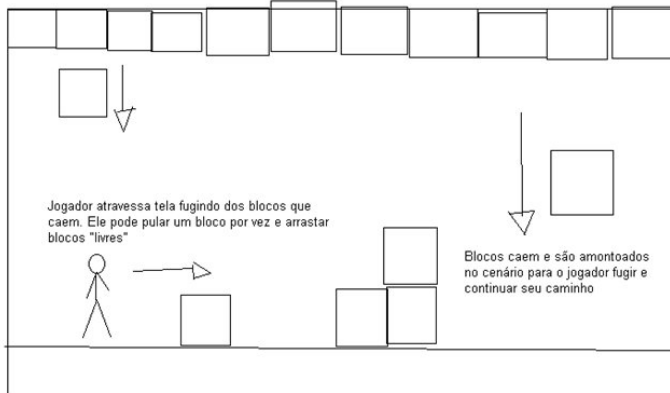 Jogador atravessa tela fugindo dos blocos que
caem. Ele pode pular um bloco por vez e arrastar
blocos "livres"
Blocos caem e são amontoados
no cenário para o jogador fugir e
continuar seu caminho